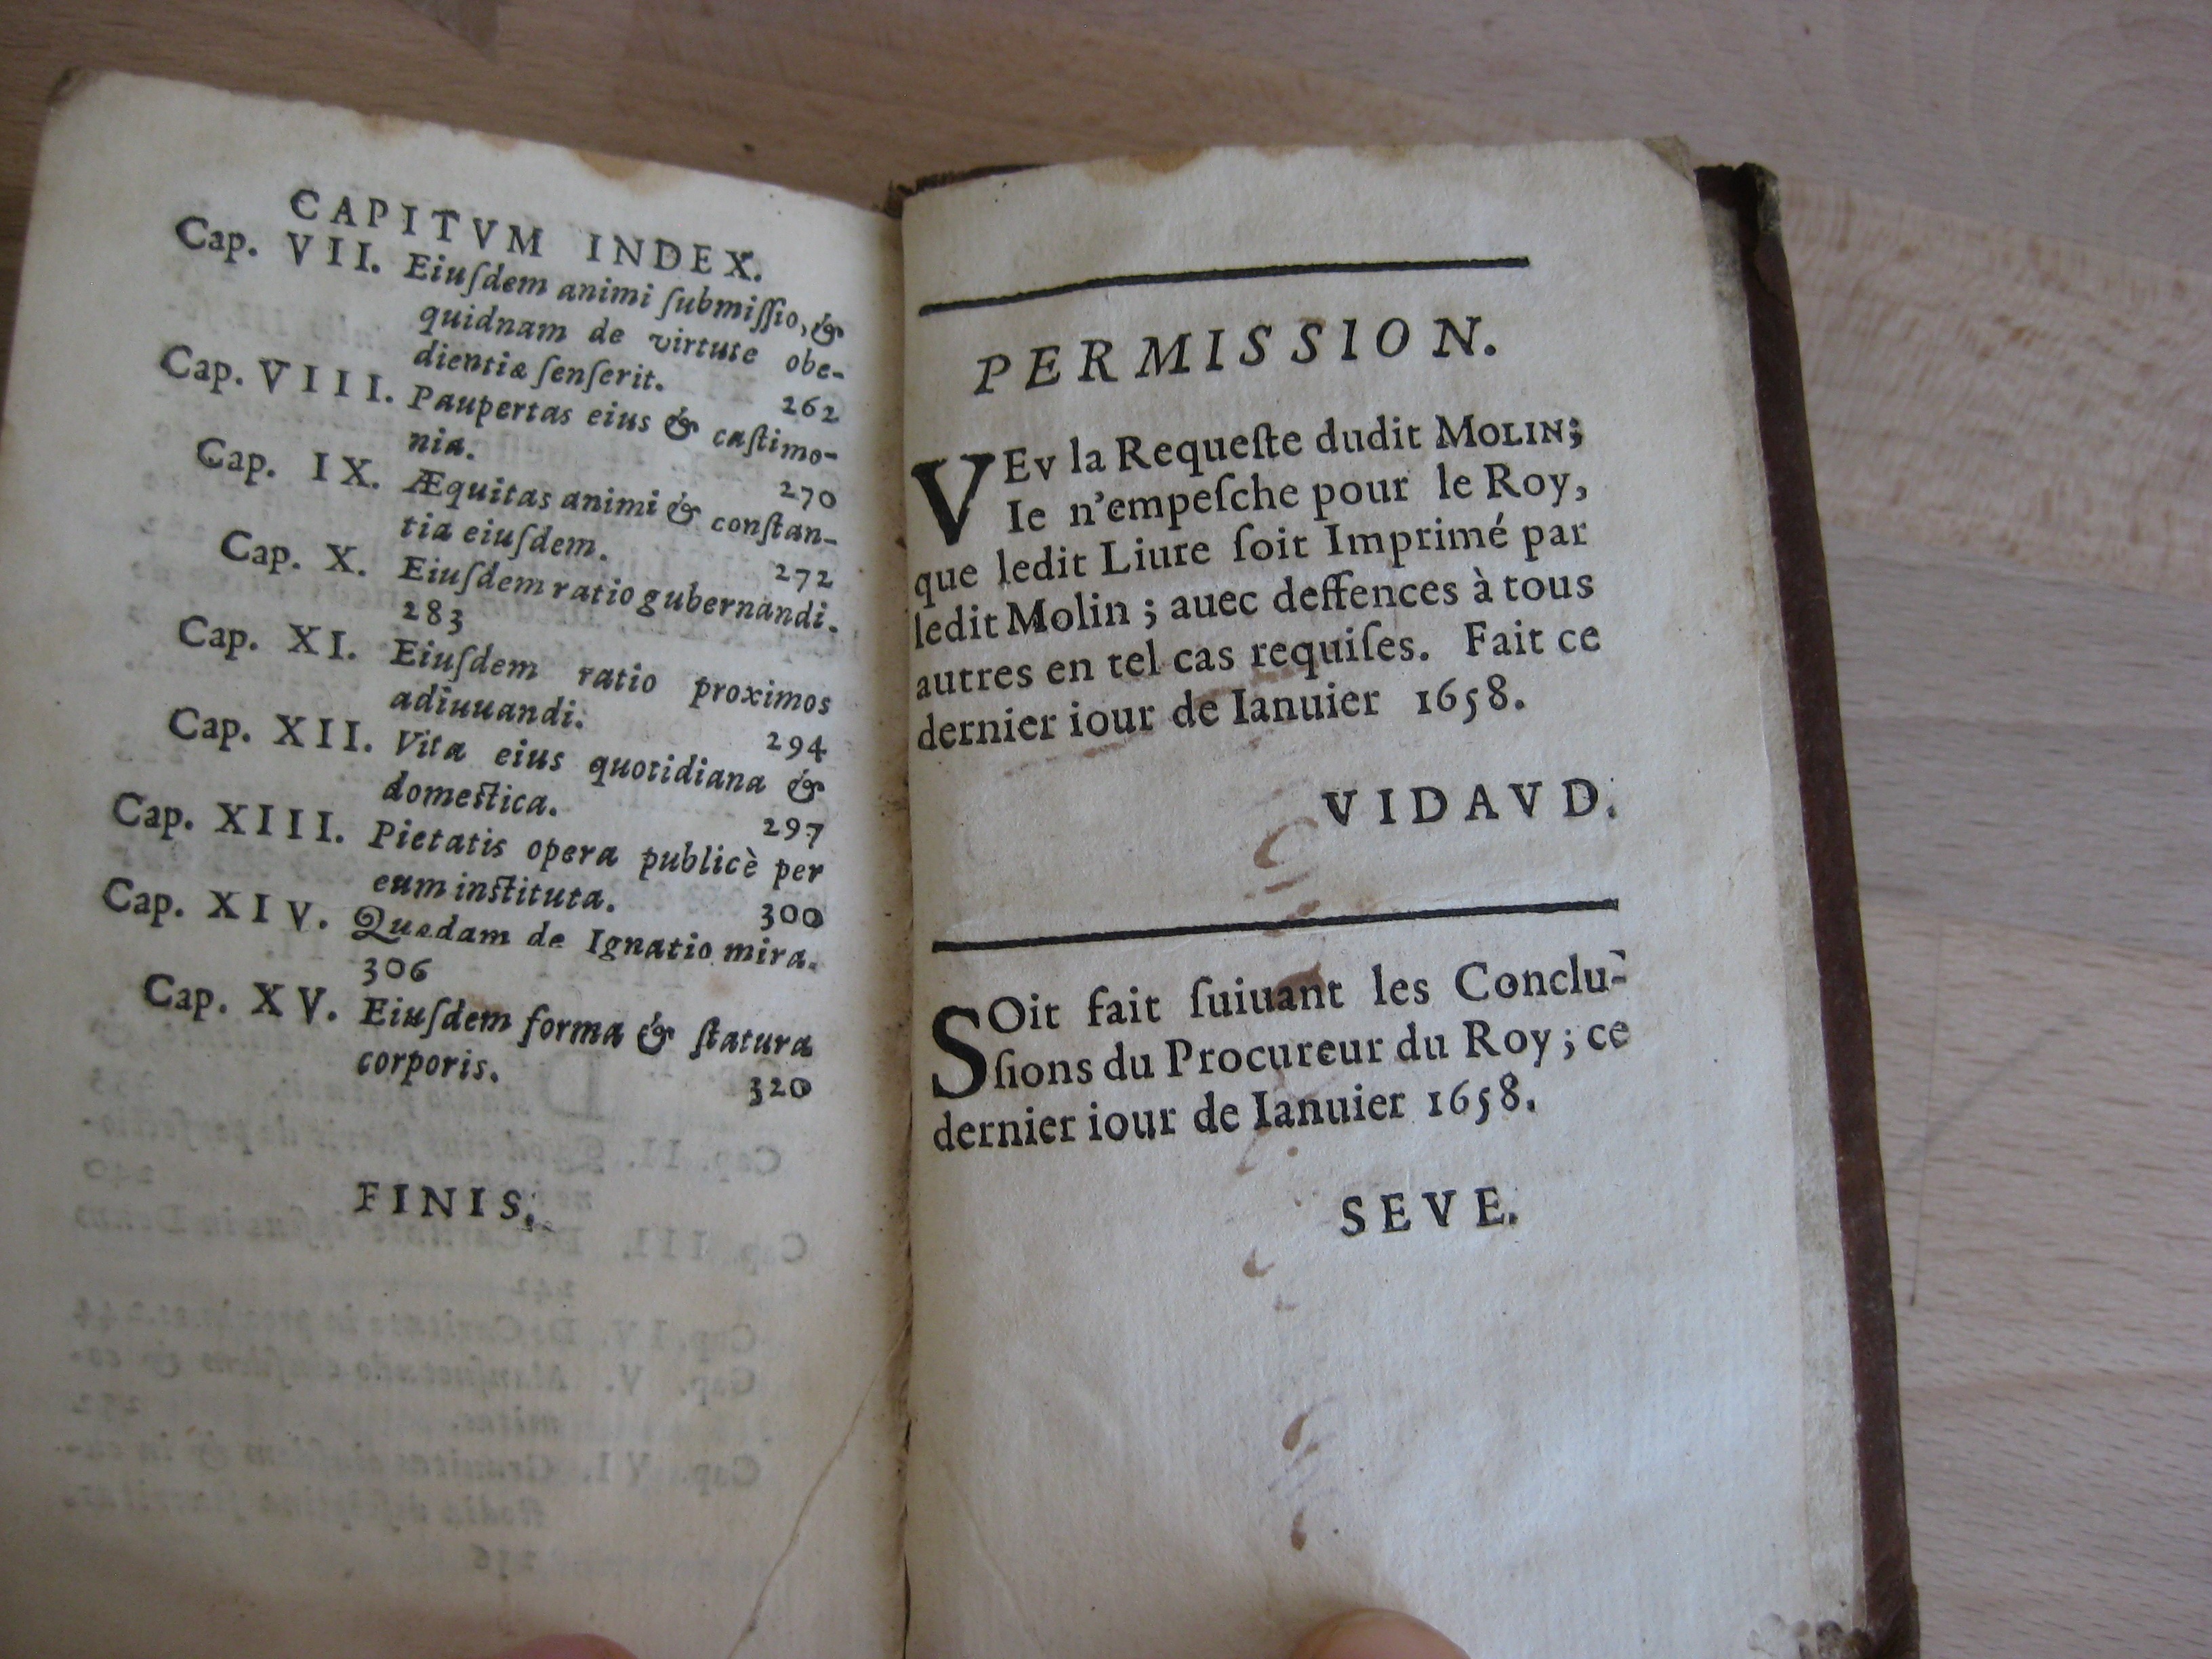 CAPITVM INDEX.
Cap. VII. Eiuſdem animi ſubmiſſio, &
quidnam de virtute obe-
dientiæ ſenſerit. 262
Cap. VIII. Paupertas eius & caſtimo-
nia. 270
Cap. IX. Æquitas animi & conſtan-
tia eiuſdem. 272
Cap. X. Eiuſdem ratio gubernandi.
283
Cap. XI. Eiuſdem ratio proximos
adiuuandi. 294
Cap. XII. Vita eius quotidiana &
domeſtica. 297
Cap. XIII. Pietatis opera publicè per
eum inſtituta. 300
Cap. XIV. Quædam de Ignatio mira.
306
Cap. XV. Eiuſdem forma & ſtatura
corporis. 320
FINIS.
PERMISSION.
VEv la Requeſte dudit MOLIN;
Ie n'empeſche pour le Roy,
que ledit Liure ſoit Imprimé par
ledit Molin ; auec deffences à tous
autres en tel cas requiſes. Fait ce
dernier iour de Ianuier 1658.
VIDAVD.
SOit fait ſuiuant les Conclu-
ſions du Procureur du Roy ; ce
dernier iour de Ianuier 1658.
SEVE.